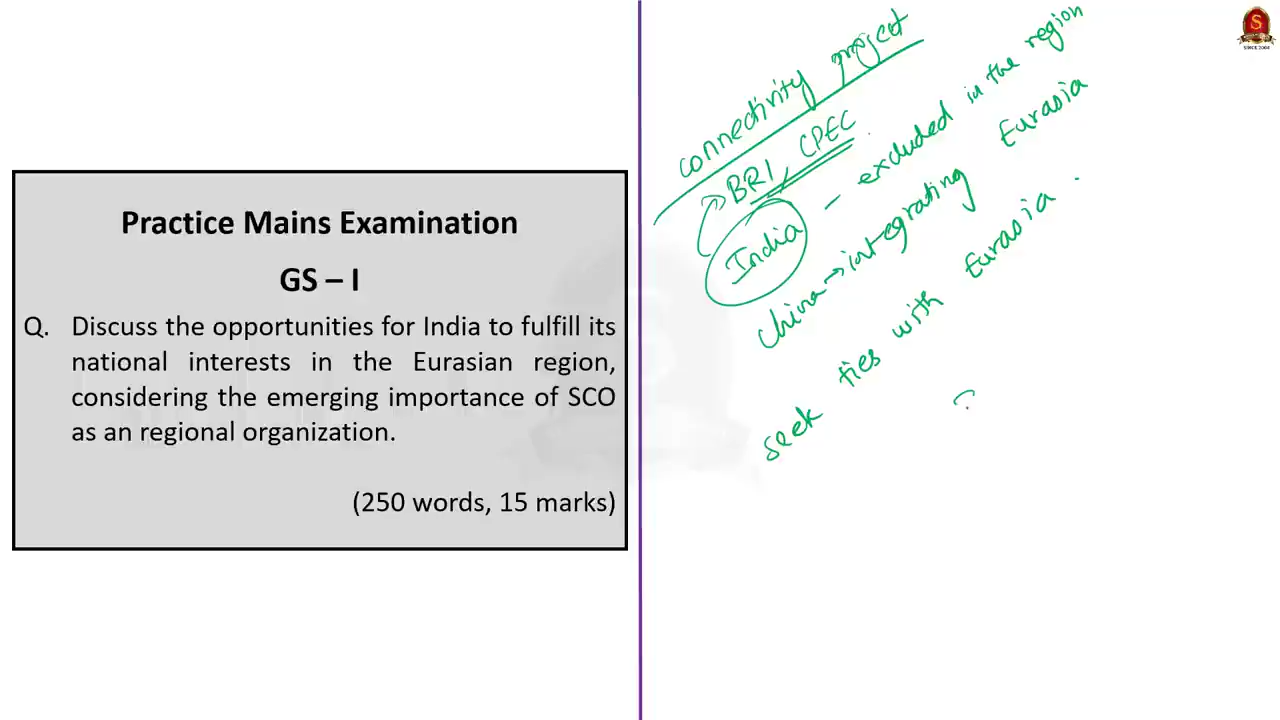 Practice Mains Examination
GS – I
Q. Discuss the opportunities for India to fulfill its
national interests in the Eurasian region,
considering the emerging importance of SCO
as an regional organization.
(250 words, 15 marks)
connectivity project
BRI, CPEC
India – excluded in the region
China → integrating Eurasia
seek ties with Eurasia.
S
SINCE 2004